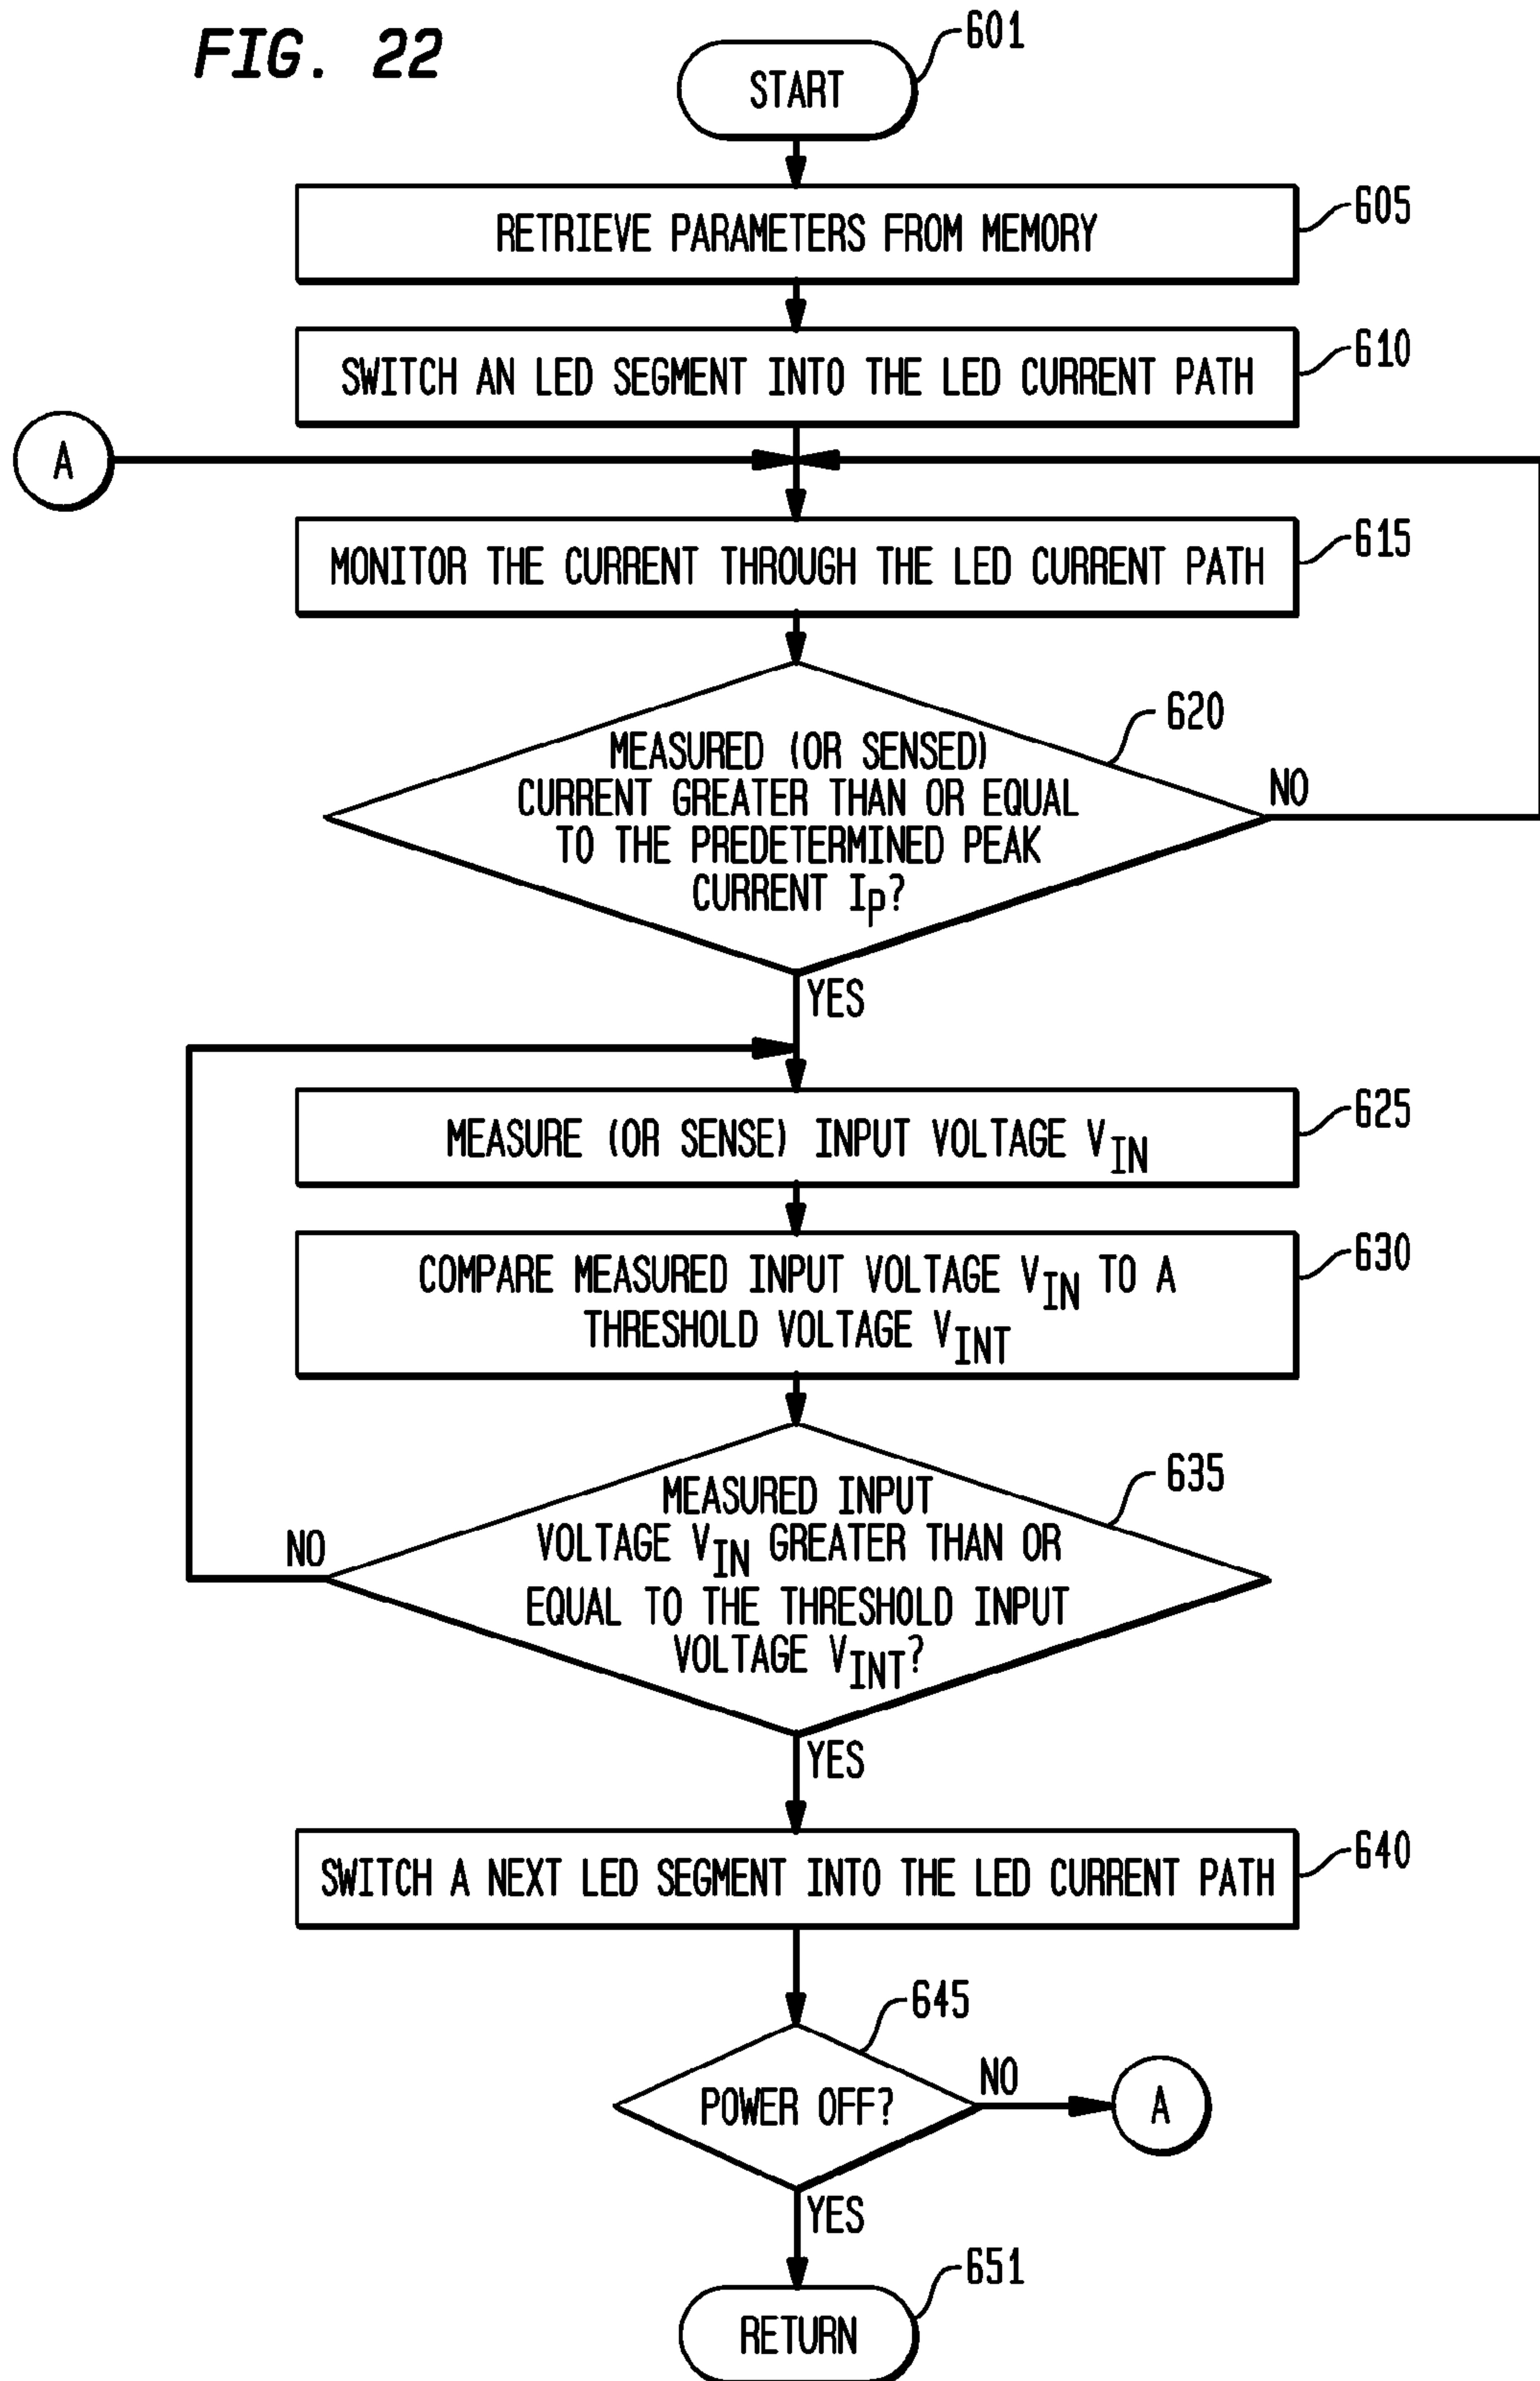 FIG. 22
START
601
RETRIEVE PARAMETERS FROM MEMORY
605
SWITCH AN LED SEGMENT INTO THE LED CURRENT PATH
610
A
MONITOR THE CURRENT THROUGH THE LED CURRENT PATH
615
620
MEASURED (OR SENSED)
CURRENT GREATER THAN OR EQUAL
TO THE PREDETERMINED PEAK
CURRENT Ip?
NO
YES
MEASURE (OR SENSE) INPUT VOLTAGE VIN
625
COMPARE MEASURED INPUT VOLTAGE VIN TO A
THRESHOLD VOLTAGE VINT
630
635
MEASURED INPUT
VOLTAGE VIN GREATER THAN OR
EQUAL TO THE THRESHOLD INPUT
VOLTAGE VINT?
NO
YES
SWITCH A NEXT LED SEGMENT INTO THE LED CURRENT PATH
640
645
POWER OFF?
NO
A
YES
651
RETURN